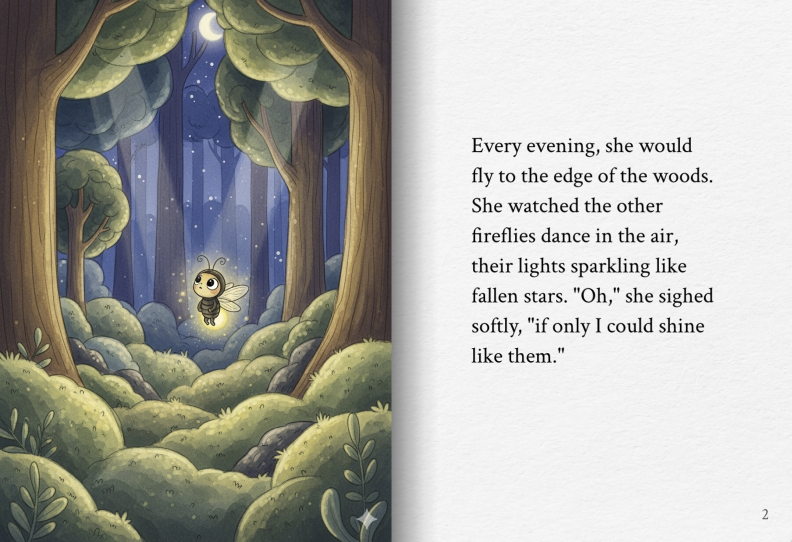 Every evening, she would
fly to the edge of the woods.
She watched the other
fireflies dance in the air,
their lights sparkling like
fallen stars. "Oh," she sighed
softly, "if only I could shine
like them."
2